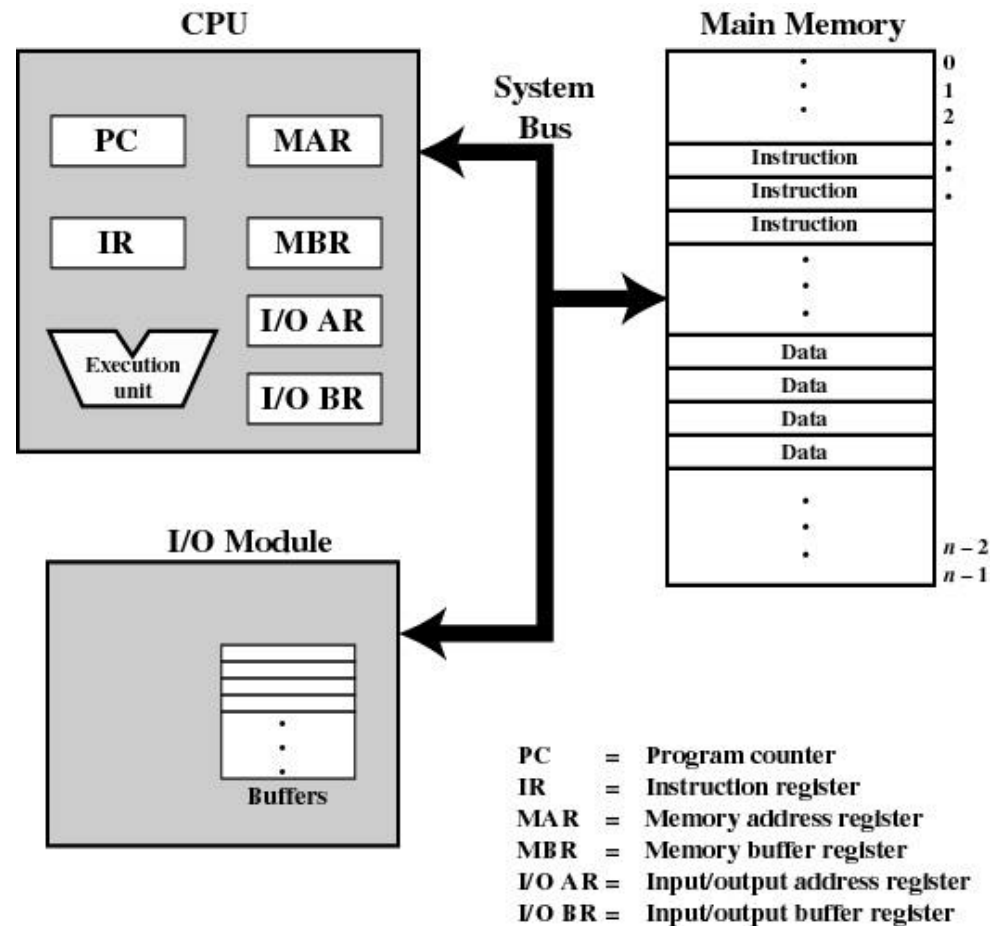 CPU
PC
MAR
IR
MBR
I/O AR
Execution
unit
I/O BR
System
Bus
Main Memory
0
1
2
Instruction
Instruction
Instruction
Data
Data
Data
Data
n – 2
n – 1
I/O Module
Buffers
PC = Program counter
IR = Instruction register
MAR = Memory address register
MBR = Memory buffer register
I/O AR = Input/output address register
I/O BR = Input/output buffer register